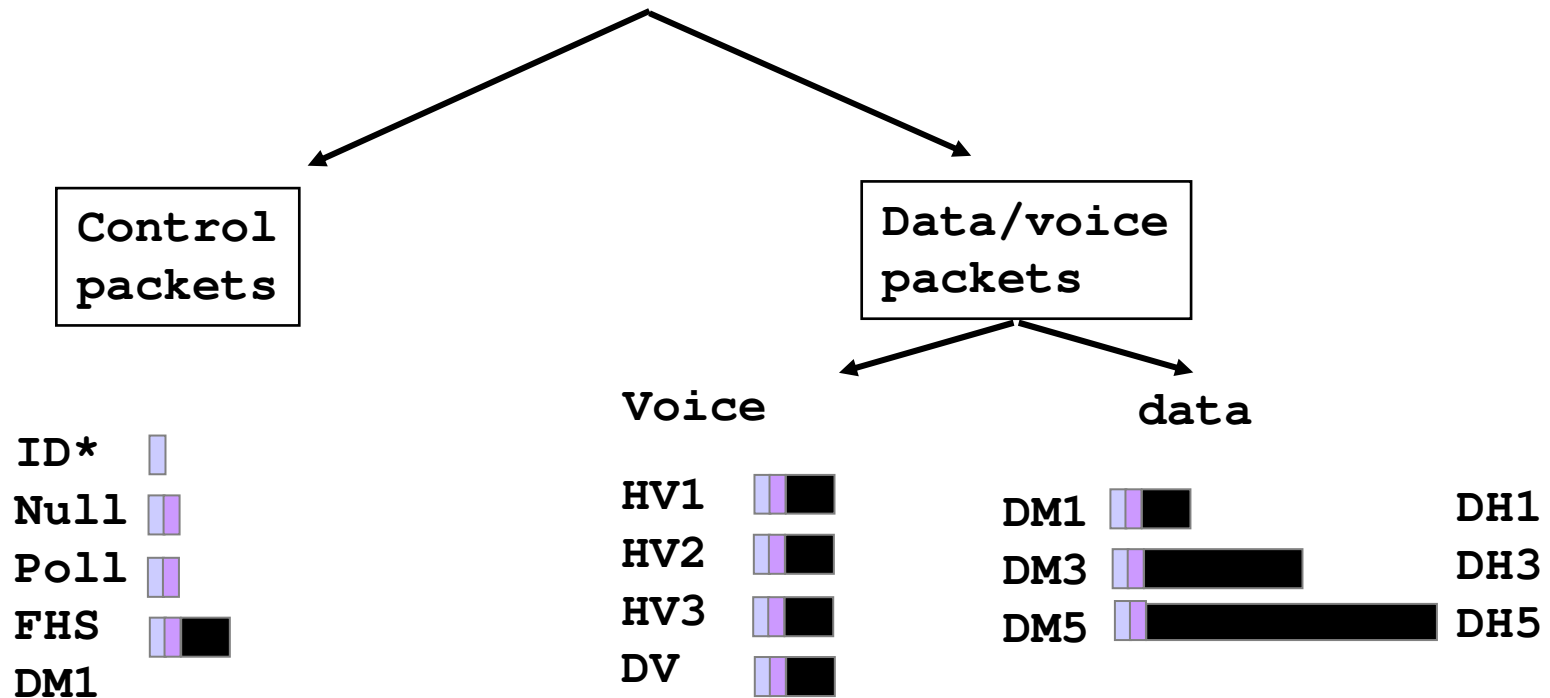 Control
packets
Data/voice
packets
Voice
data
ID*
Null
Poll
FHS
DM1
HV1
HV2
HV3
DV
DM1 DH1
DM3 DH3
DM5 DH5